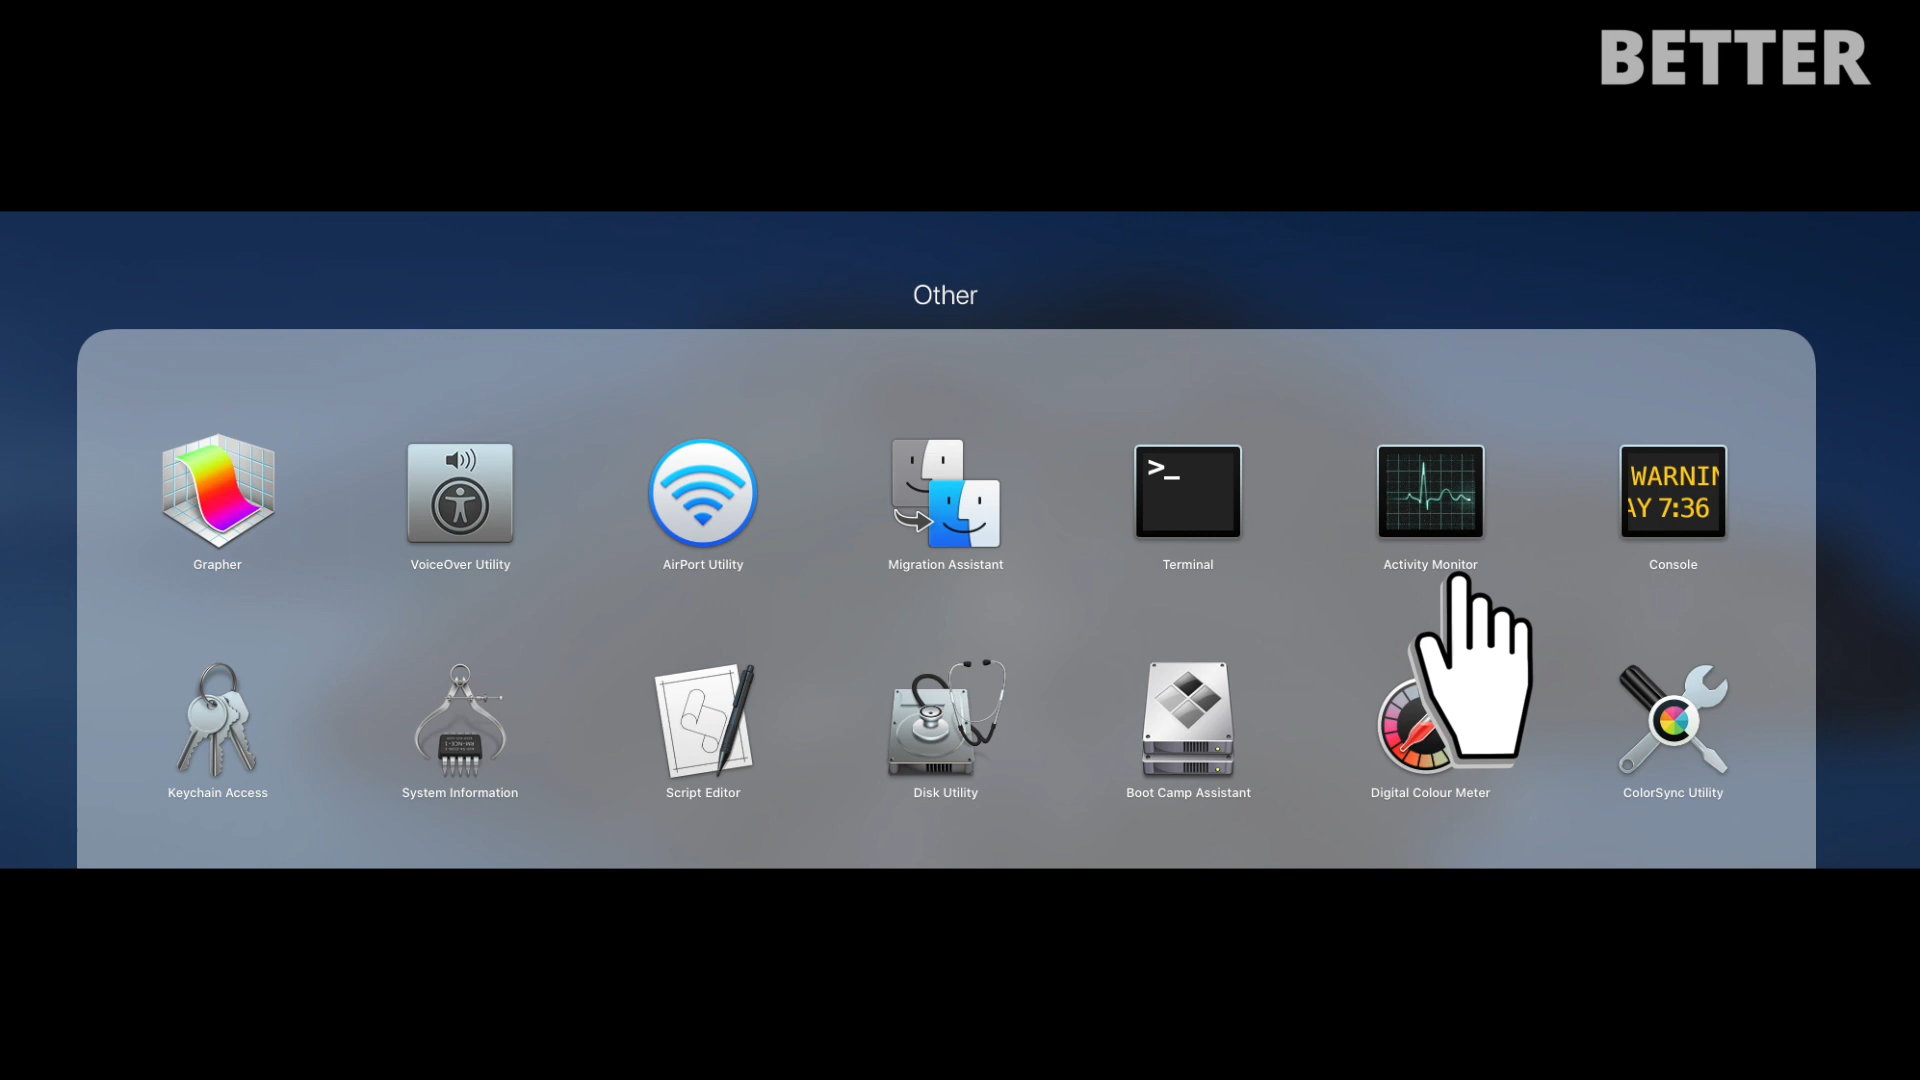 BETTER
Other
Grapher
VoiceOver Utility
AirPort Utility
Migration Assistant
>_
Terminal
Activity Monitor
WARNIN
AY 7:36
Console
Keychain Access
System Information
Script Editor
Disk Utility
Boot Camp Assistant
Digital Colour Meter
ColorSync Utility